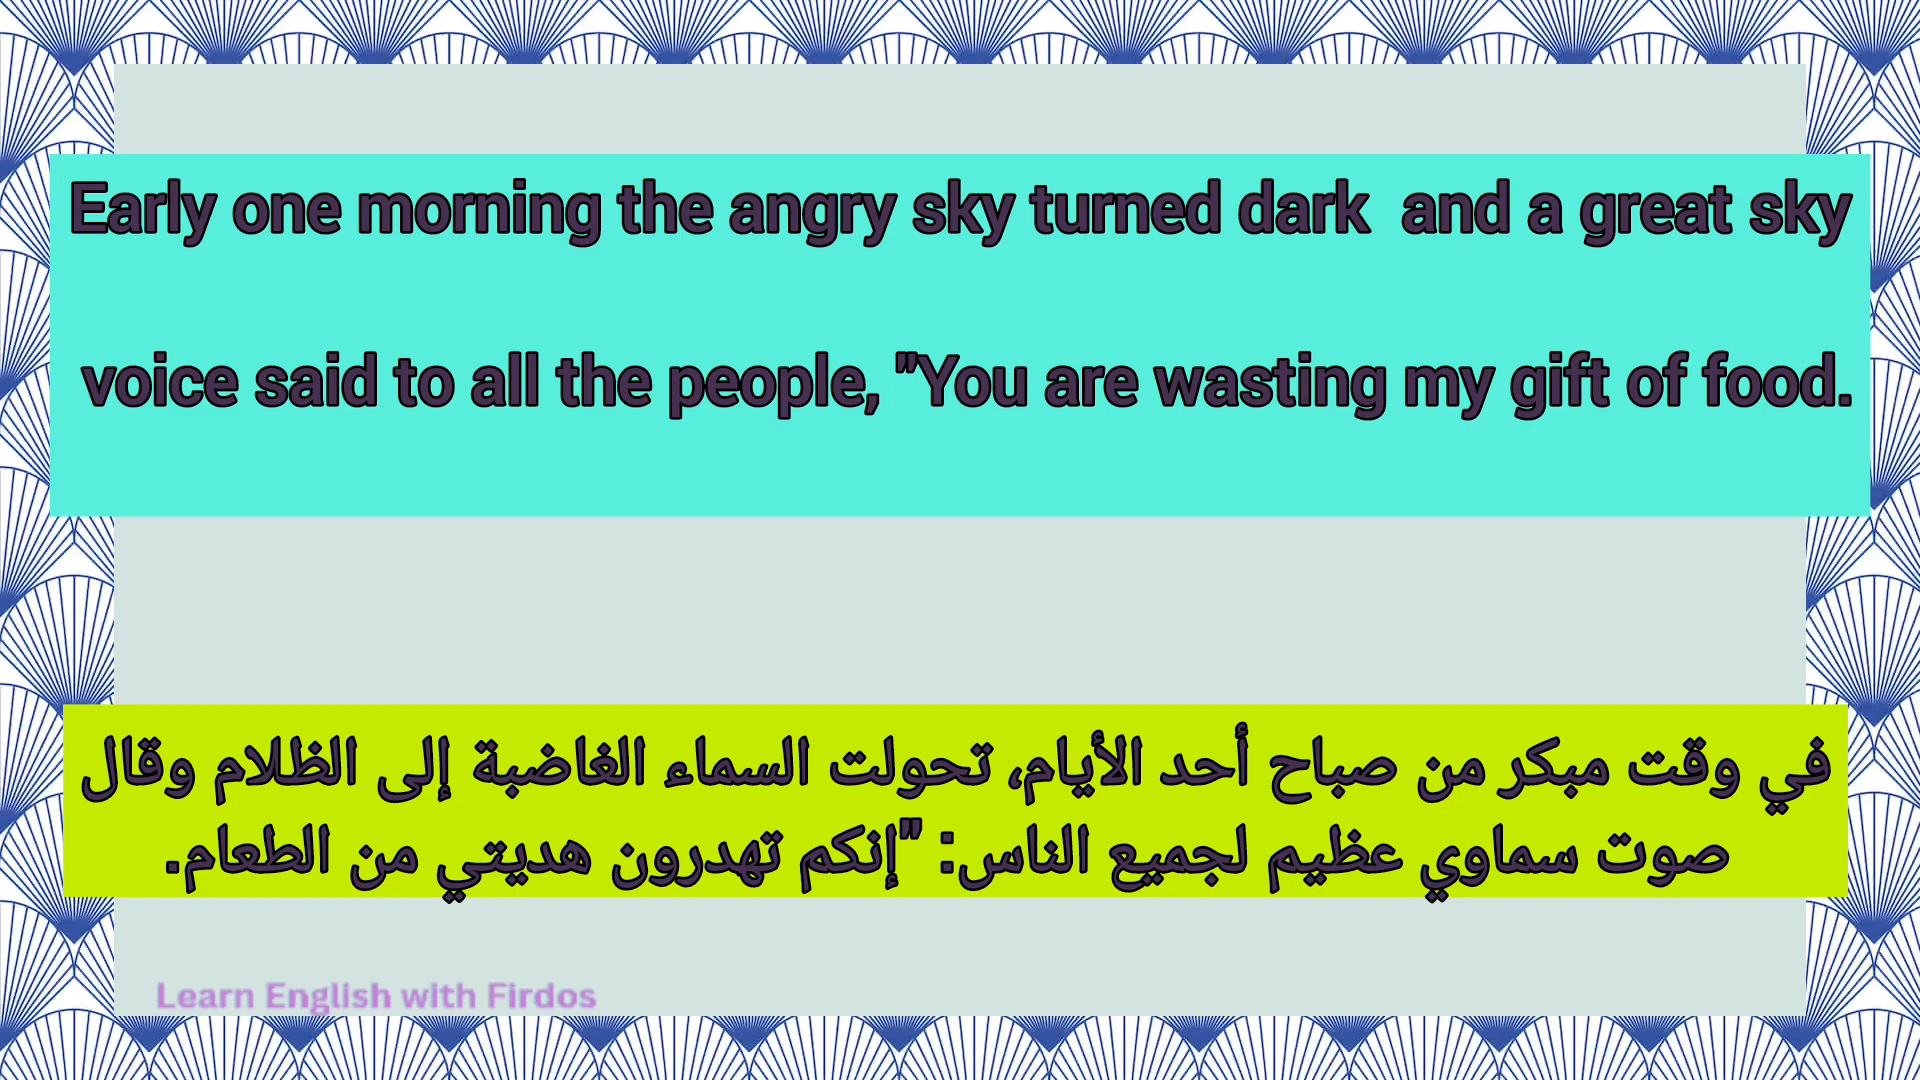 Early one morning the angry sky turned dark  and a great sky
voice said to all the people, "You are wasting my gift of food.
في وقت مبكر من صباح أحد الأيام، تحولت السماء الغاضبة إلى الظلام وقال
صوت سماوي عظيم لجميع الناس: "إنكم تهدرون هديتي من الطعام.
Learn English with Firdos